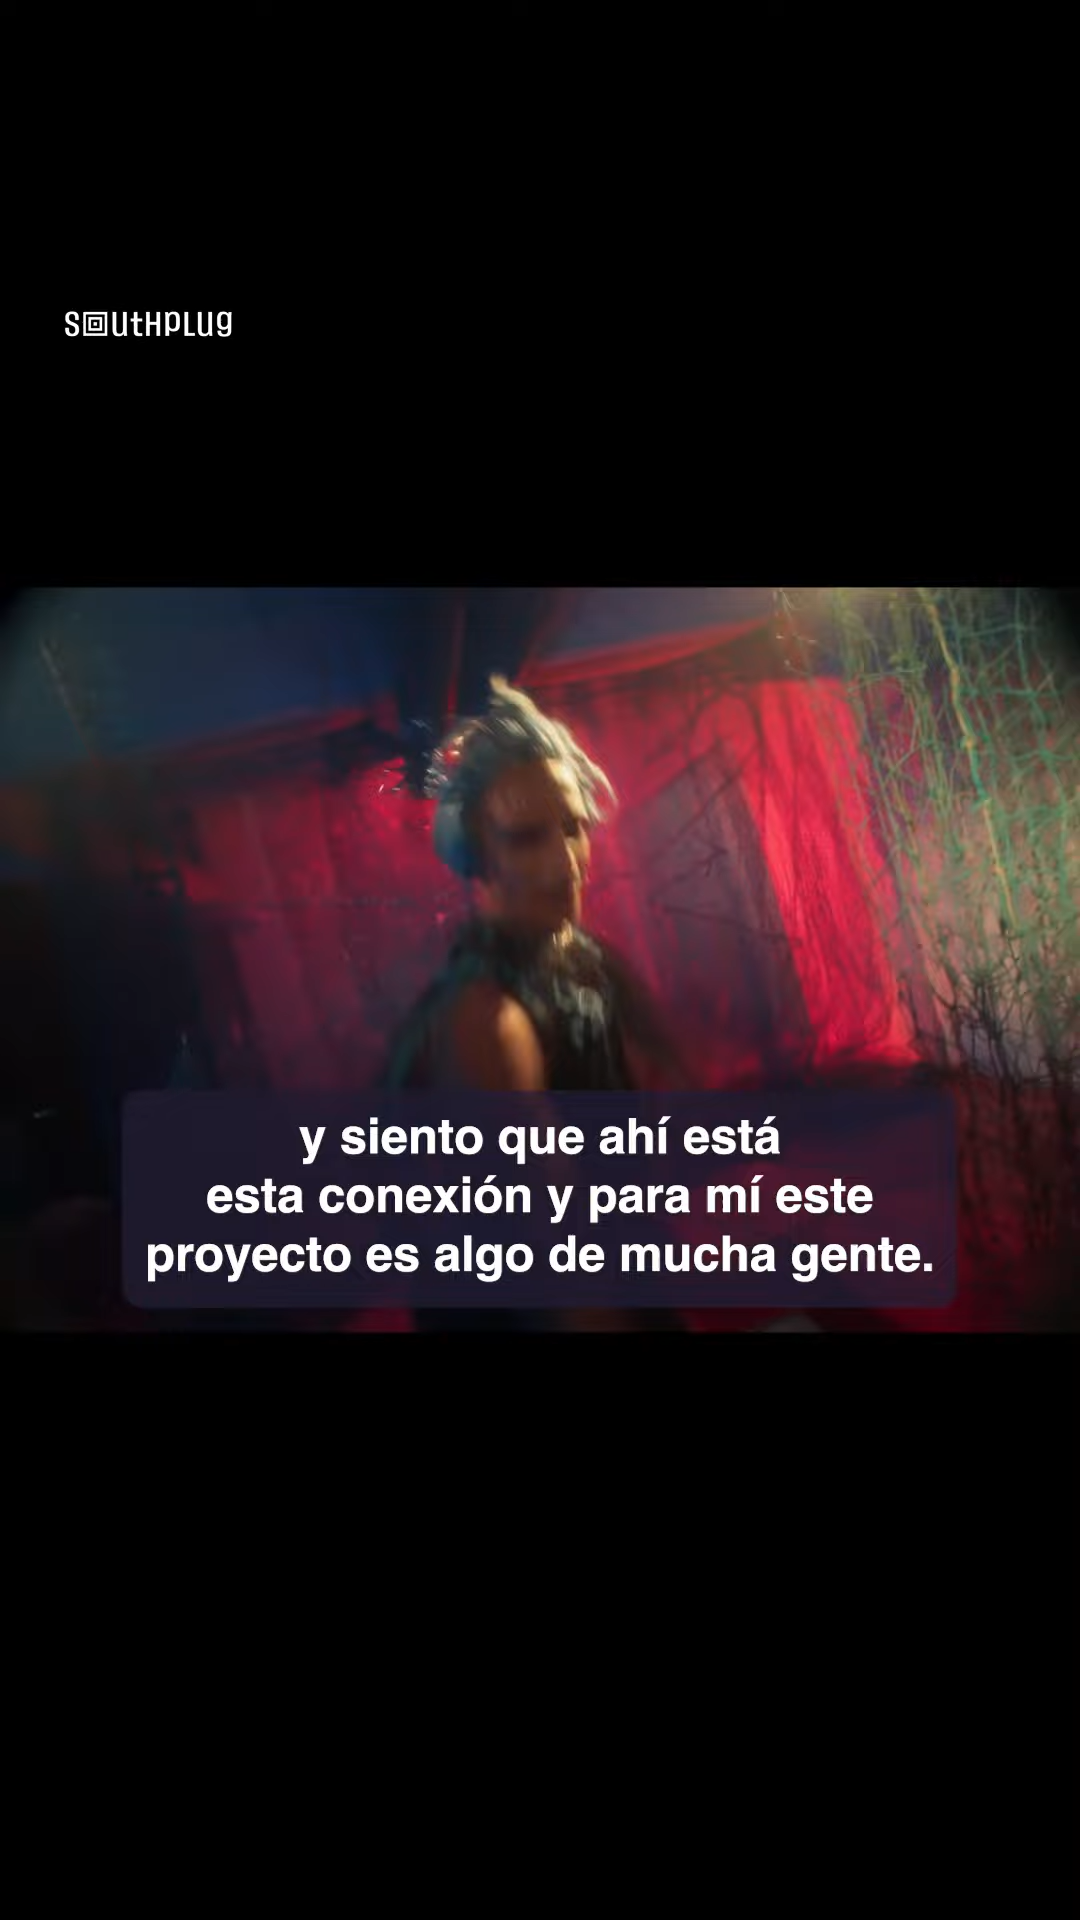 SOUTHPLUG
y siento que ahí está
esta conexión y para mí este
proyecto es algo de mucha gente.